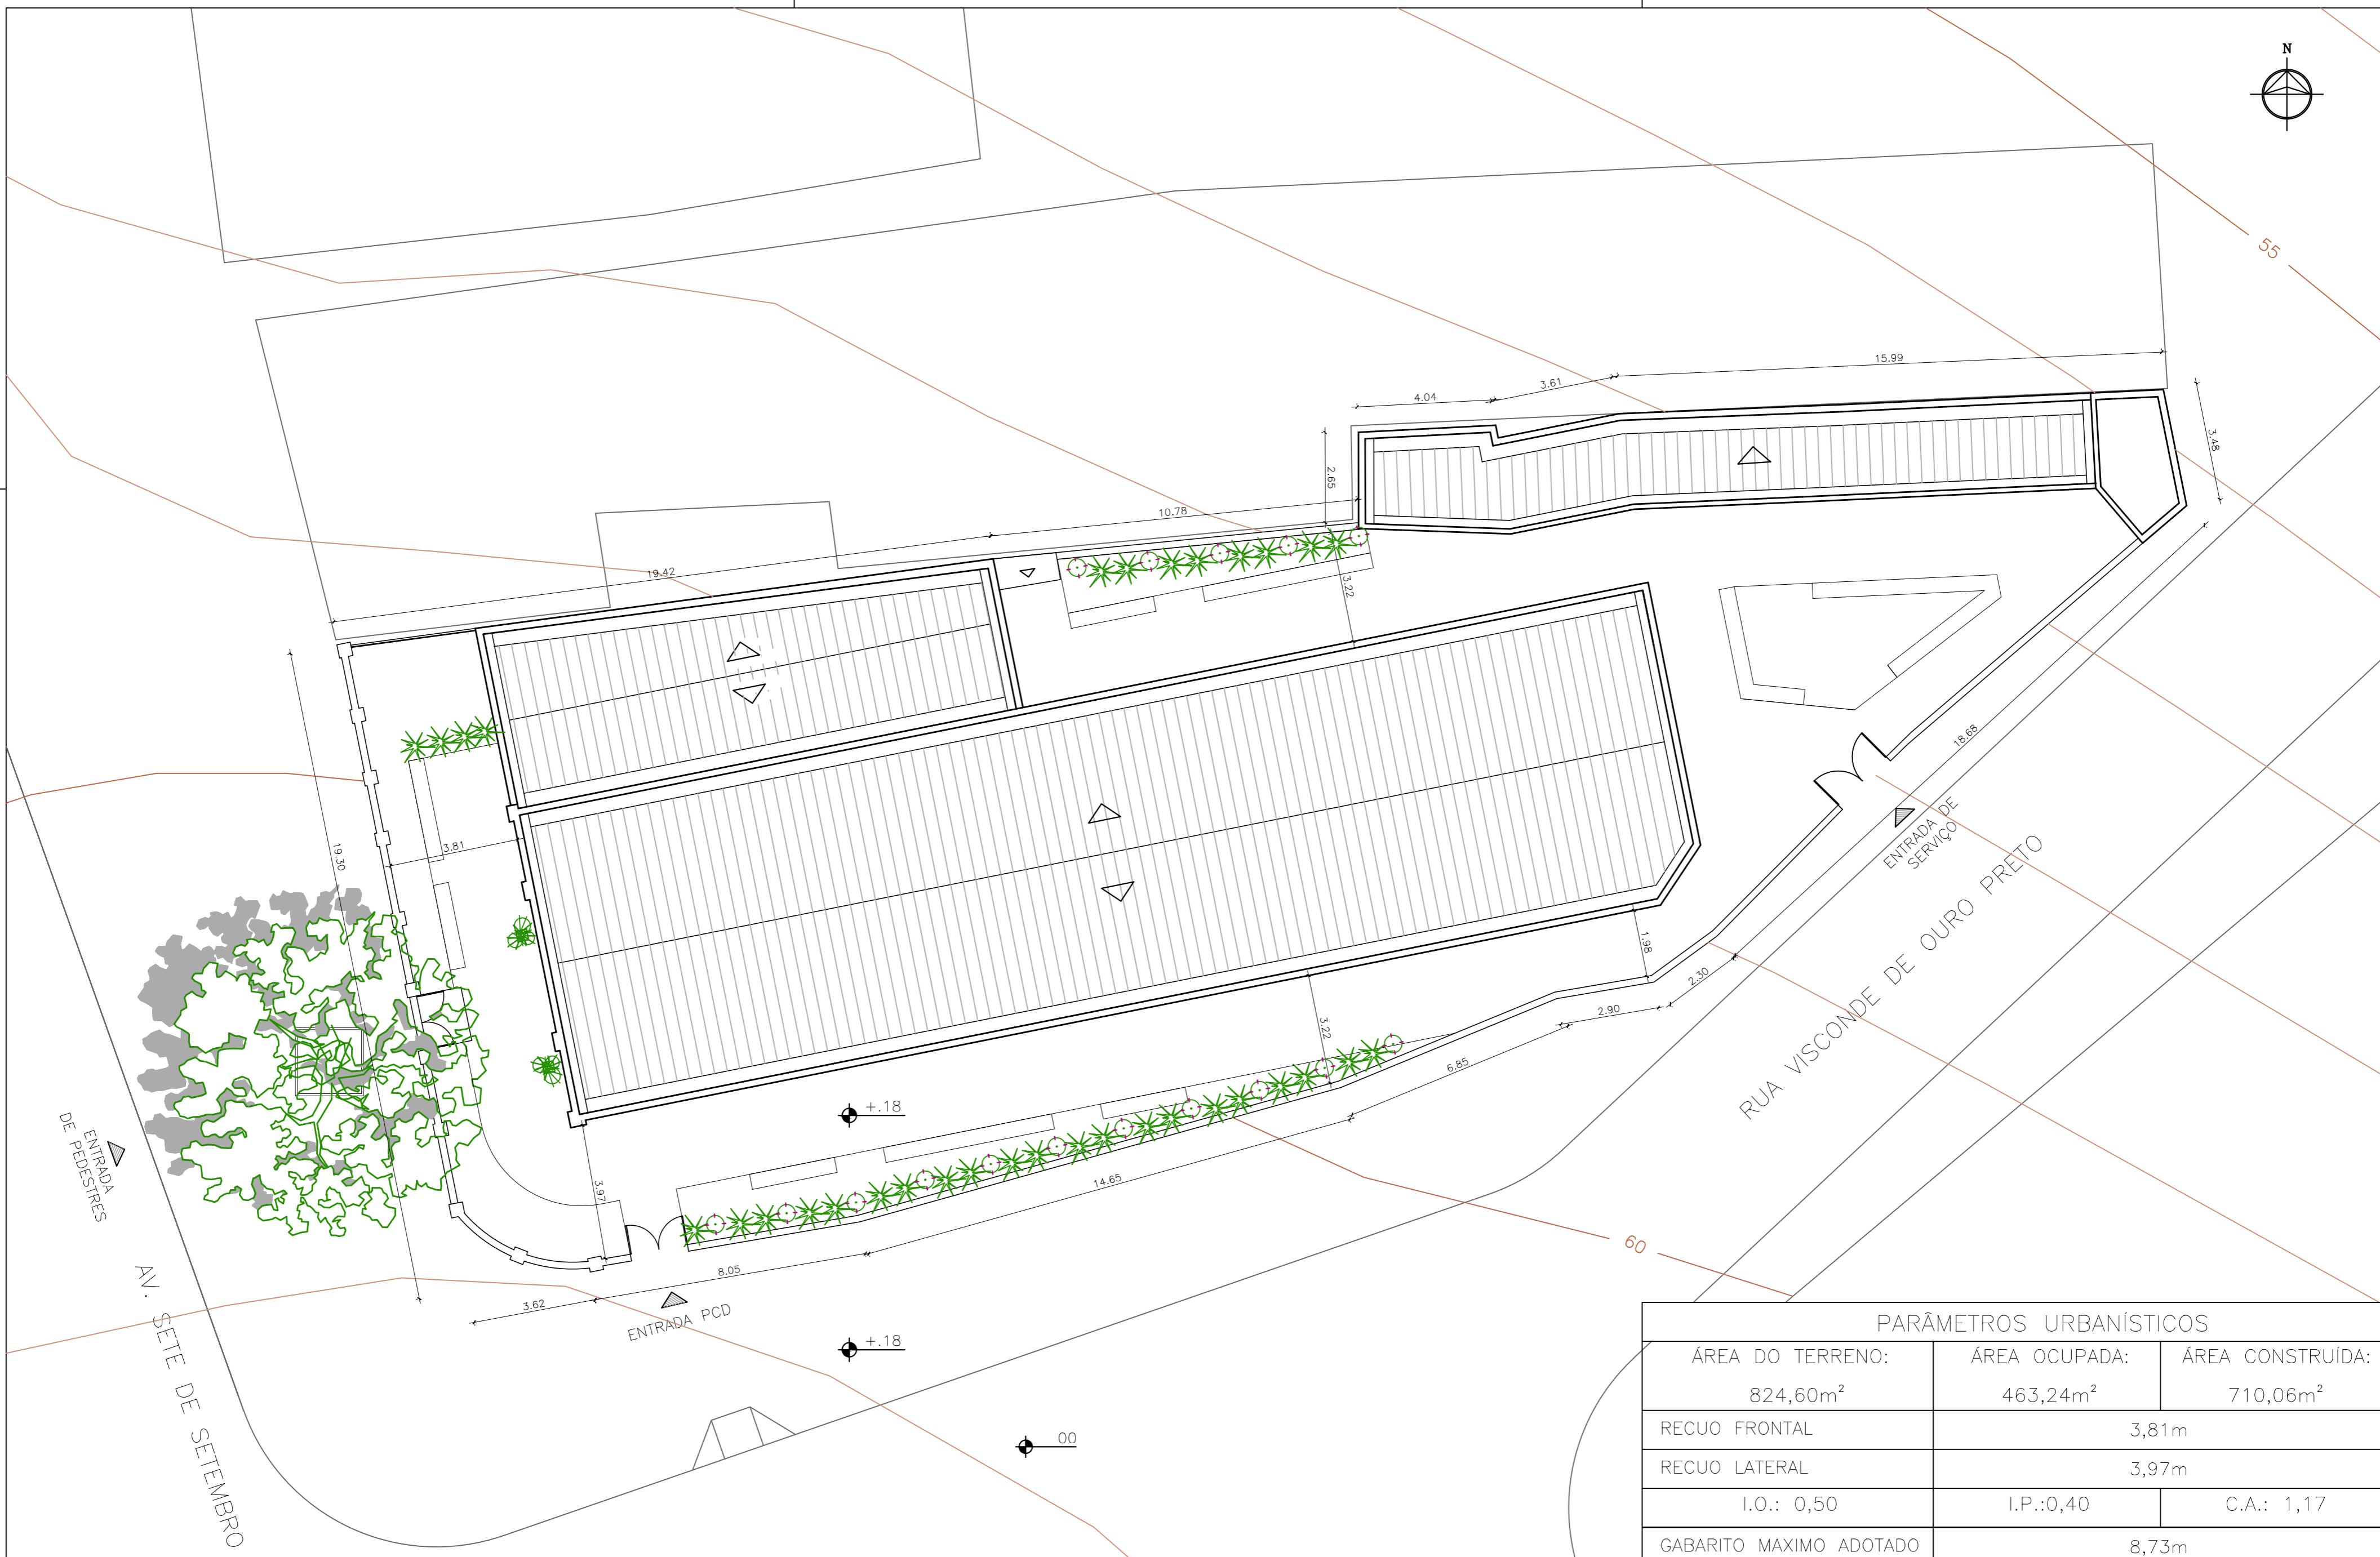 N
55
15.99
3.61
4.04
3.48
2.65
10.78
19.42
3.22
18.68
19.30
3.81
ENTRADA DE
SERVIÇO
RUA VISCONDE DE OURO PRETO
1.98
2.30
2.90
3.22
6.85
+.18
14.65
3.97
ENTRADA
DE PEDESTRES
8.05
3.62
ENTRADA PCD
60
AV. SETE DE SETEMBRO
+.18
00
PARÂMETROS URBANÍSTICOS
ÁREA DO TERRENO: ÁREA OCUPADA: ÁREA CONSTRUÍDA:
824,60m² 463,24m² 710,06m²
RECUO FRONTAL 3,81m
RECUO LATERAL 3,97m
I.O.: 0,50 I.P.:0,40 C.A.: 1,17
GABARITO MAXIMO ADOTADO 8,73m